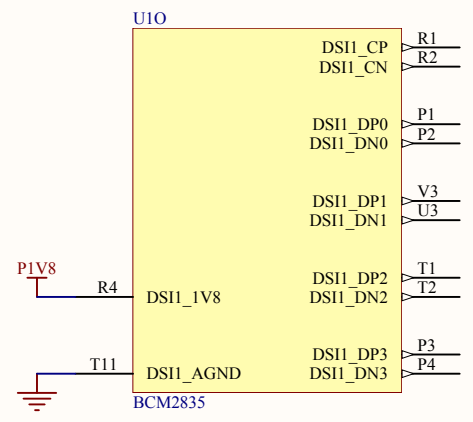 U1O
DSI1_CP R1
DSI1_CN R2
DSI1_DP0 P1
DSI1_DN0 P2
DSI1_DP1 V3
DSI1_DN1 U3
P1V8
DSI1_DP2 T1
R4 DSI1_1V8 DSI1_DN2 T2
DSI1_DP3 P3
T11 DSI1_AGND DSI1_DN3 P4
BCM2835